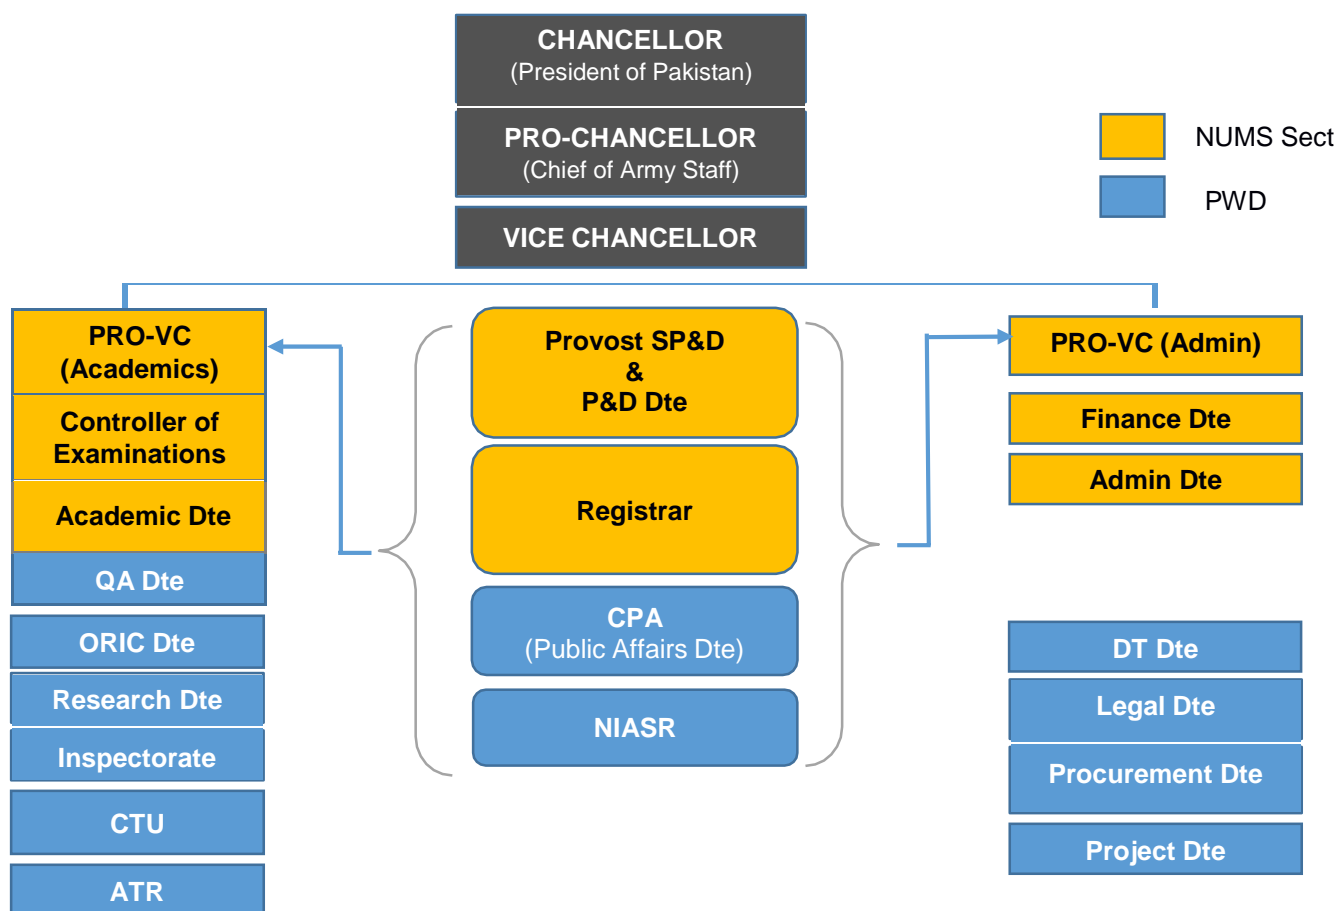 CHANCELLOR
(President of Pakistan)
PRO-CHANCELLOR
(Chief of Army Staff)
VICE CHANCELLOR
NUMS Sect
PWD
PRO-VC
(Academics)
Controller of
Examinations
Academic Dte
QA Dte
ORIC Dte
Research Dte
Inspectorate
CTU
ATR
Provost SP&D
&
P&D Dte
Registrar
CPA
(Public Affairs Dte)
NIASR
PRO-VC (Admin)
Finance Dte
Admin Dte
DT Dte
Legal Dte
Procurement Dte
Project Dte